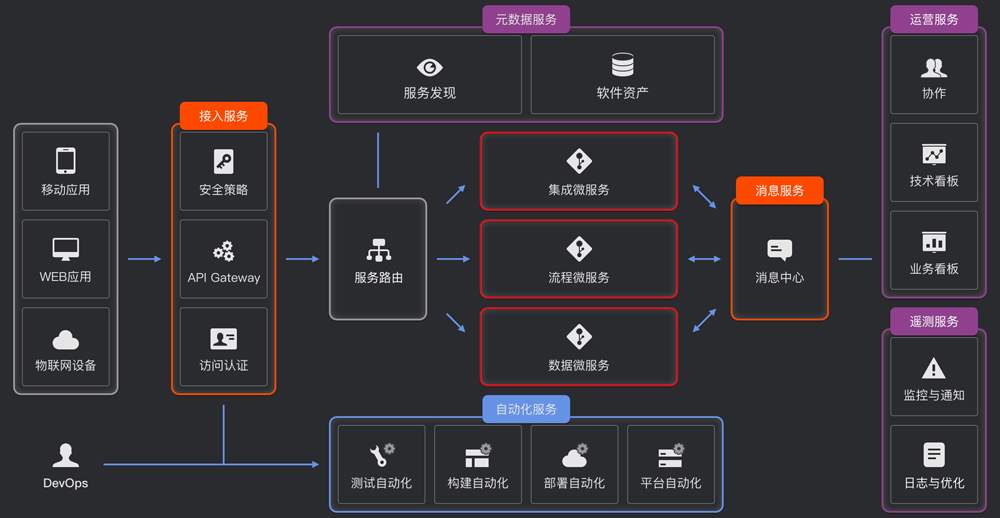 元数据服务
服务发现
软件资产
运营服务
协作
技术看板
业务看板
接入服务
安全策略
API Gateway
访问认证
移动应用
WEB应用
物联网设备
服务路由
集成微服务
流程微服务
数据微服务
消息服务
消息中心
遥测服务
监控与通知
日志与优化
DevOps
自动化服务
测试自动化
构建自动化
部署自动化
平台自动化